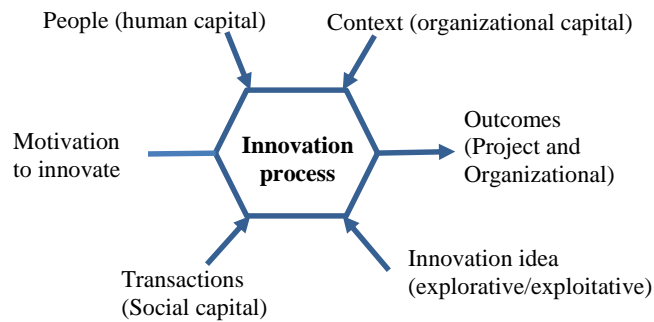 People (human capital)
Context (organizational capital)
Motivation
to innovate
Innovation
process
Outcomes
(Project and
Organizational)
Transactions
(Social capital)
Innovation idea
(explorative/exploitative)